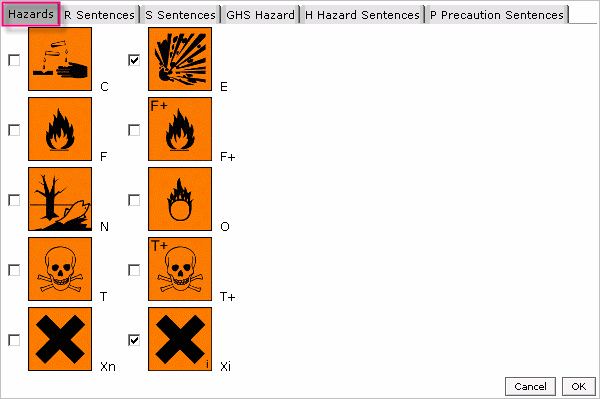 Hazards R Sentences S Sentences GHS Hazard H Hazard Sentences P Precaution Sentences
C E
F+
F F+
N O
T+
T T+
i
Xn Xi
Cancel OK